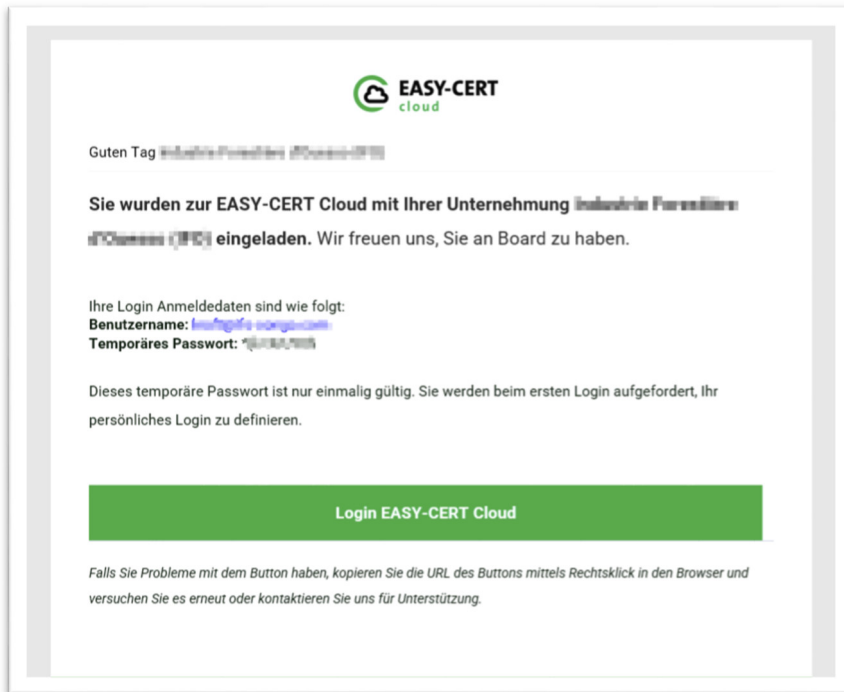 EASY-CERT
cloud
Guten Tag
Sie wurden zur EASY-CERT Cloud mit Ihrer Unternehmung
eingeladen. Wir freuen uns, Sie an Board zu haben.
Ihre Login Anmeldedaten sind wie folgt:
Benutzername:
Temporäres Passwort:
Dieses temporäre Passwort ist nur einmalig gültig. Sie werden beim ersten Login aufgefordert, Ihr
persönliches Login zu definieren.
Login EASY-CERT Cloud
Falls Sie Probleme mit dem Button haben, kopieren Sie die URL des Buttons mittels Rechtsklick in den Browser und
versuchen Sie es erneut oder kontaktieren Sie uns für Unterstützung.